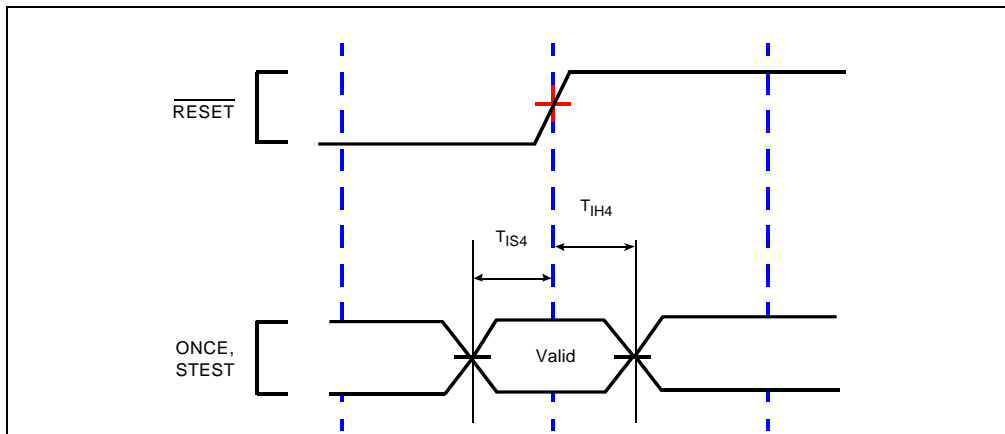 RESET
T_IH4
T_IS4
ONCE,
STEST
Valid